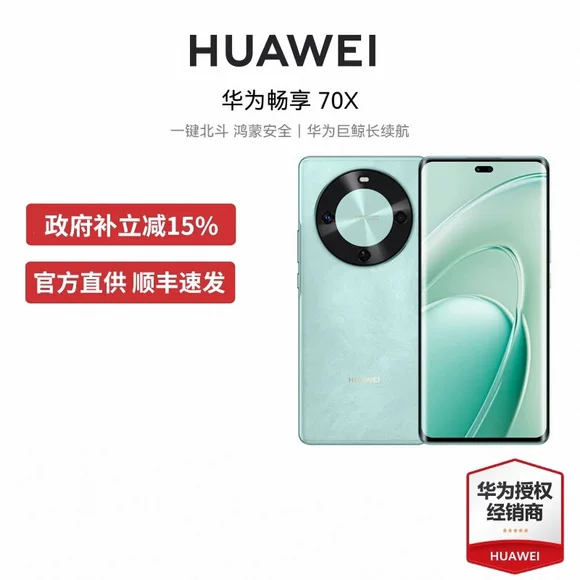 HUAWEI
华为畅享 70X
一键北斗 鸿蒙安全丨华为巨鲸长续航
政府补立减15%
官方直供 顺丰速发
HUAWEI
华为授权
经销商
HUAWEI